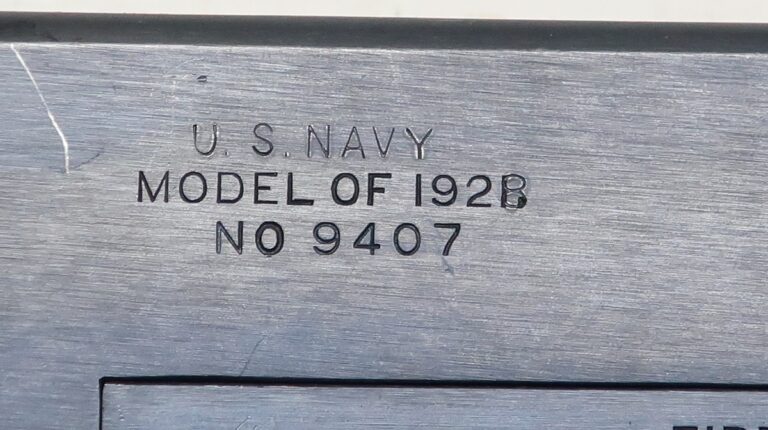 U. S. NAVY
MODEL OF 1928
NO 9407